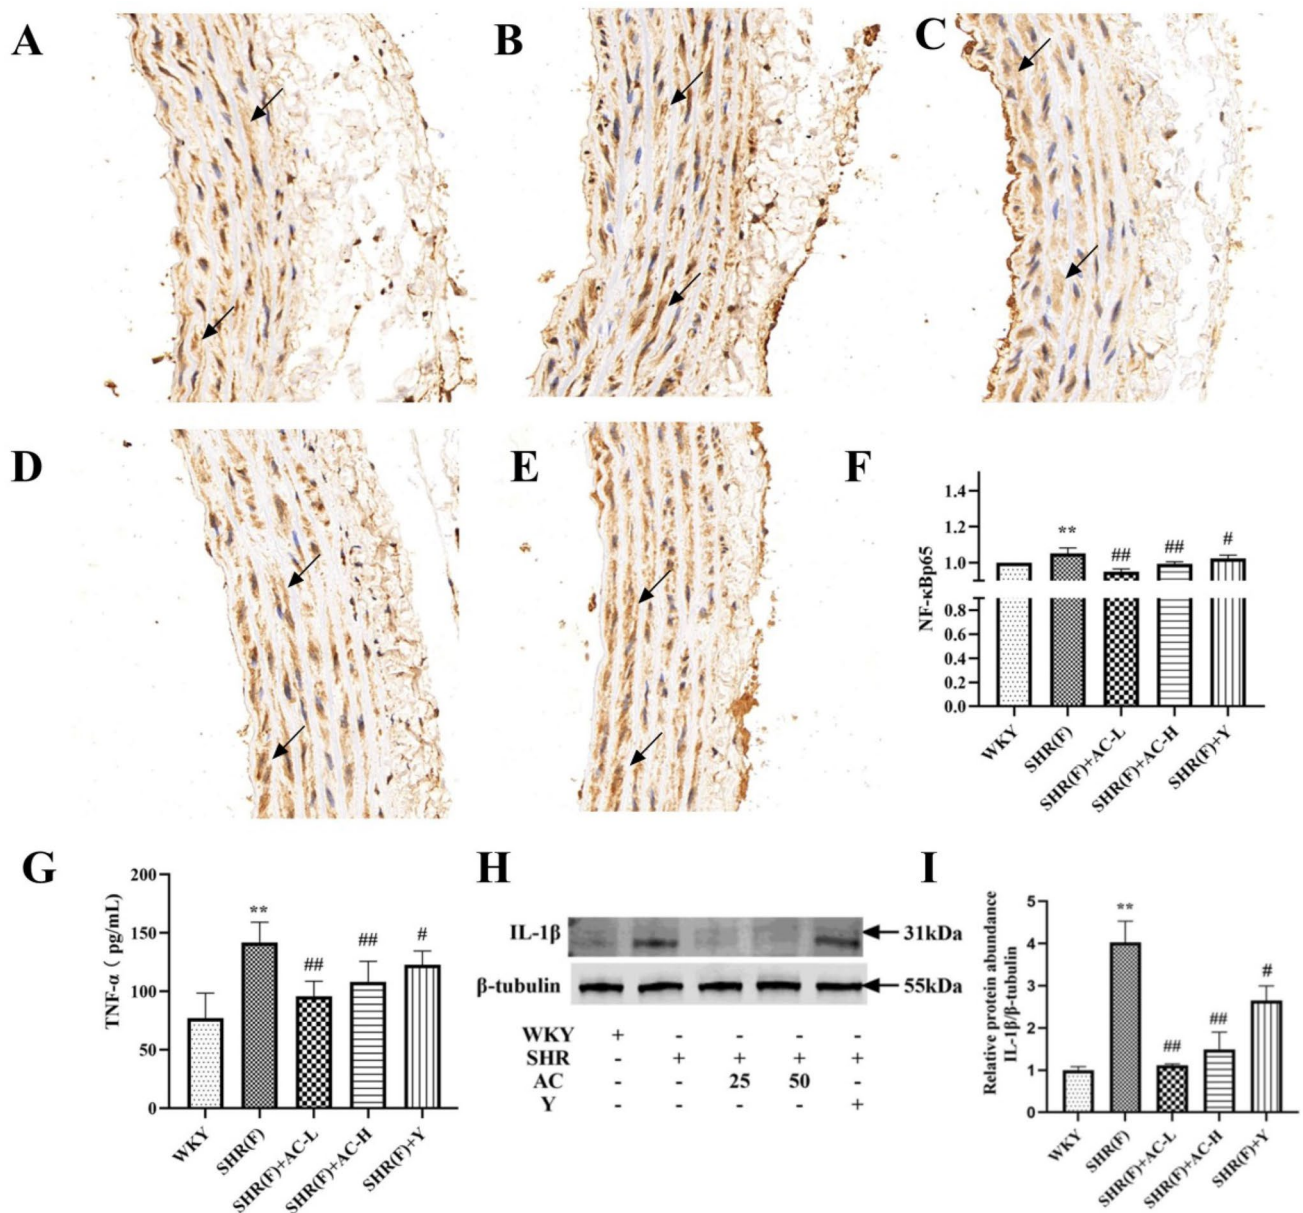 A
B
C
D
E
F
NF-κBp65
1.4
1.2
1.0
0.8
0.6
0.4
0.2
0.0
**
##
##
#
WKY
SHR(F)
SHR(F)+AC-L
SHR(F)+AC-H
SHR(F)+Y
G
TNF-α ( pg/mL)
200
150
100
50
0
**
##
##
#
WKY
SHR(F)
SHR(F)+AC-L
SHR(F)+AC-H
SHR(F)+Y
H
IL-1β
31kDa
β-tubulin
55kDa
WKY + - - - -
SHR - + + + +
AC - - 25 50 -
Y - - - - +
I
Relative protein abundance
IL-1β/β-tubulin
5
4
3
2
1
0
**
##
##
#
WKY
SHR(F)
SHR(F)+AC-L
SHR(F)+AC-H
SHR(F)+Y